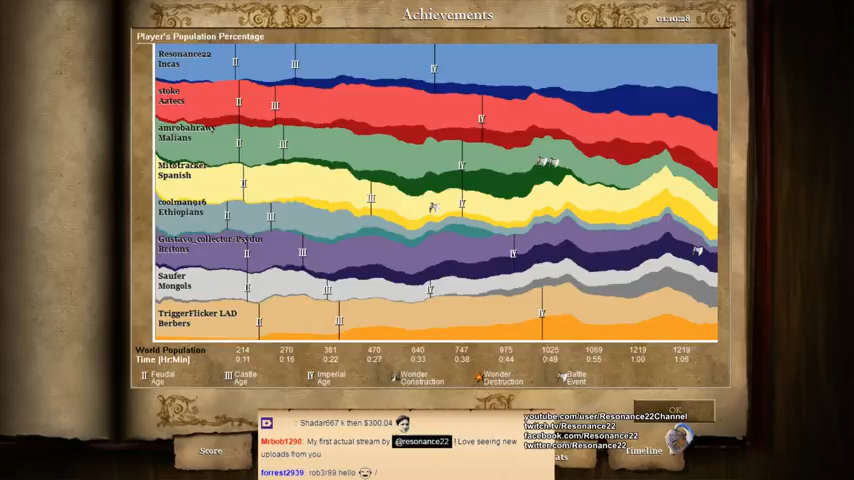 Achievements
01:10:28
Player's Population Percentage
Resonance22
Incas
stoke
Aztecs
amrobahrawy
Malians
Mitotracker
Spanish
coolman916
Ethiopians
Gustavo_collector/Psydus
Britons
Saufer
Mongols
TriggerFlicker LAD
Berbers
World Population 214 270 361 470 640 747 975 1025 1069 1219 1219
Time [Hr:Min] 0:11 0:16 0:22 0:27 0:33 0:38 0:44 0:49 0:55 1:00 1:06
II Feudal Age
III Castle Age
IV Imperial Age
Wonder Construction
Wonder Destruction
Battle Event
OK
Score
Timeline
: Shadar667 k then $300.04
Mrbob1290: My first actual stream by @resonance22 ! Love seeing new
uploads from you
forrest2939: rob3r89 hello /
youtube.com/user/Resonance22Channel
twitch.tv/Resonance22
facebook.com/Resonance22
twitter.com/Resonance22